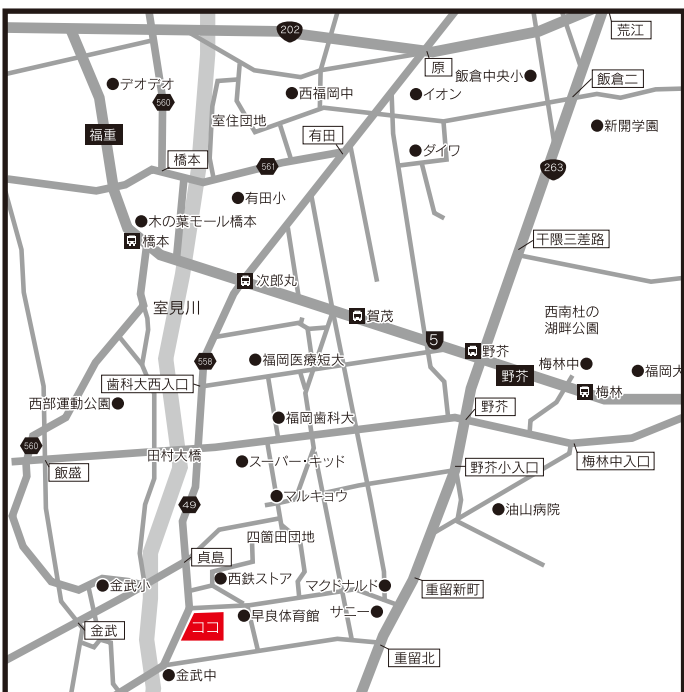 202
荒江
原
デオデオ
西福岡中
イオン
飯倉中央小
飯倉二
560
室住団地
新開学園
福重
有田
橋本
561
ダイワ
263
有田小
木の葉モール橋本
橋本
干隈三差路
次郎丸
室見川
賀茂
西南杜の
湖畔公園
5
野芥
558
福岡医療短大
野芥
梅林中
福岡大
歯科大西入口
梅林
西部運動公園
福岡歯科大
野芥
560
田村大橋
飯盛
スーパー・キッド
野芥小入口
梅林中入口
マルキョウ
49
油山病院
四箇田団地
貞島
西鉄ストア
金武小
マクドナルド
重留新町
ココ
早良体育館
サニー
金武
重留北
金武中